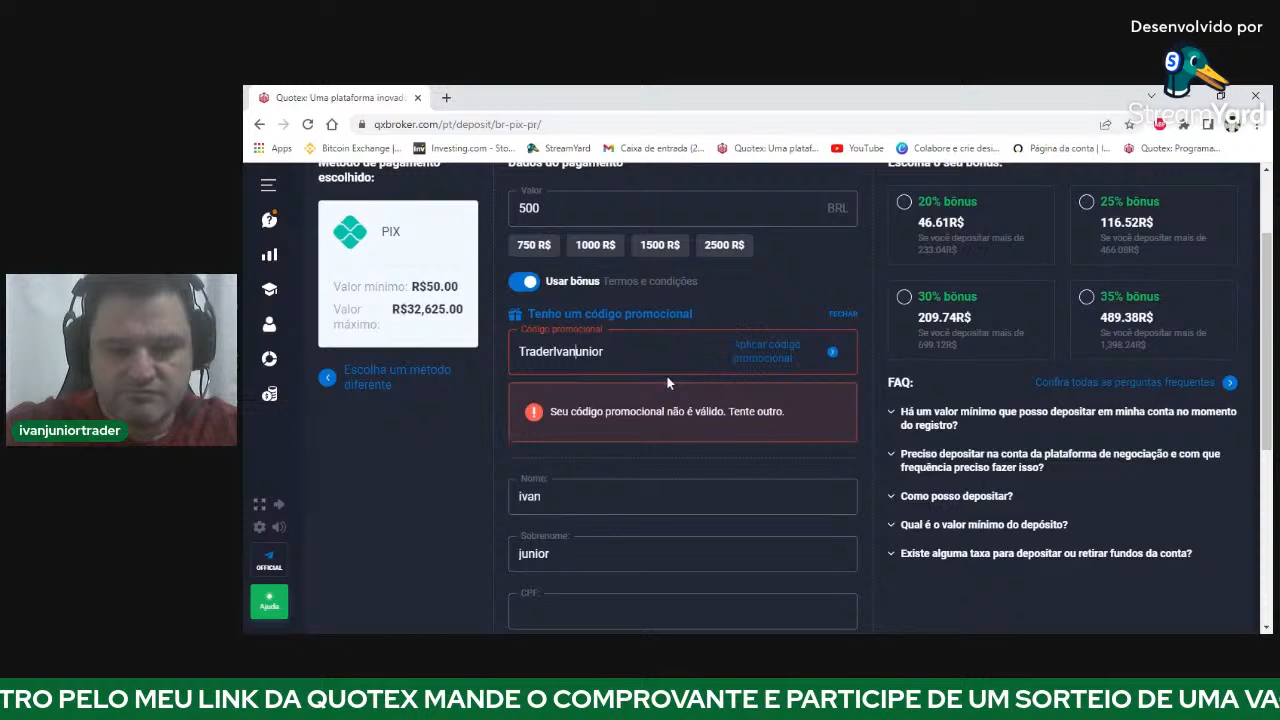 Desenvolvido por
S
StreamYard
Quotex: Uma plataforma inovado
qxbroker.com/pt/deposit/br-pix-pr/
Apps
Bitcoin Exchange |...
Investing.com - Sto...
StreamYard
Caixa de entrada (2...
Quotex: Uma plataf...
YouTube
Colabore e crie desi...
Página da conta | I...
Quotex: Programa...
Método de pagamento
escolhido:
PIX
Valor mínimo: R$50.00
Valor máximo: R$32,625.00
Escolha um método
diferente
Dados do pagamento
Valor
500
BRL
750 R$
1000 R$
1500 R$
2500 R$
Usar bônus Termos e condições
Tenho um código promocional
FECHAR
Código promocional
TraderIvanunior
Aplicar código
promocional
Seu código promocional não é válido. Tente outro.
Nome:
ivan
Sobrenome:
junior
CPF:
Escolha o seu bônus:
20% bônus
46.61R$
Se você depositar mais de
233.04R$
25% bônus
116.52R$
Se você depositar mais de
466.08R$
30% bônus
209.74R$
Se você depositar mais de
699.12R$
35% bônus
489.38R$
Se você depositar mais de
1,398.24R$
FAQ:
Confira todas as perguntas frequentes
Há um valor mínimo que posso depositar em minha conta no momento
do registro?
Preciso depositar na conta da plataforma de negociação e com que
frequência preciso fazer isso?
Como posso depositar?
Qual é o valor mínimo do depósito?
Existe alguma taxa para depositar ou retirar fundos da conta?
OFFICIAL
Ajuda
ivanjuniortrader
TRO PELO MEU LINK DA QUOTEX MANDE O COMPROVANTE E PARTICIPE DE UM SORTEIO DE UMA VA